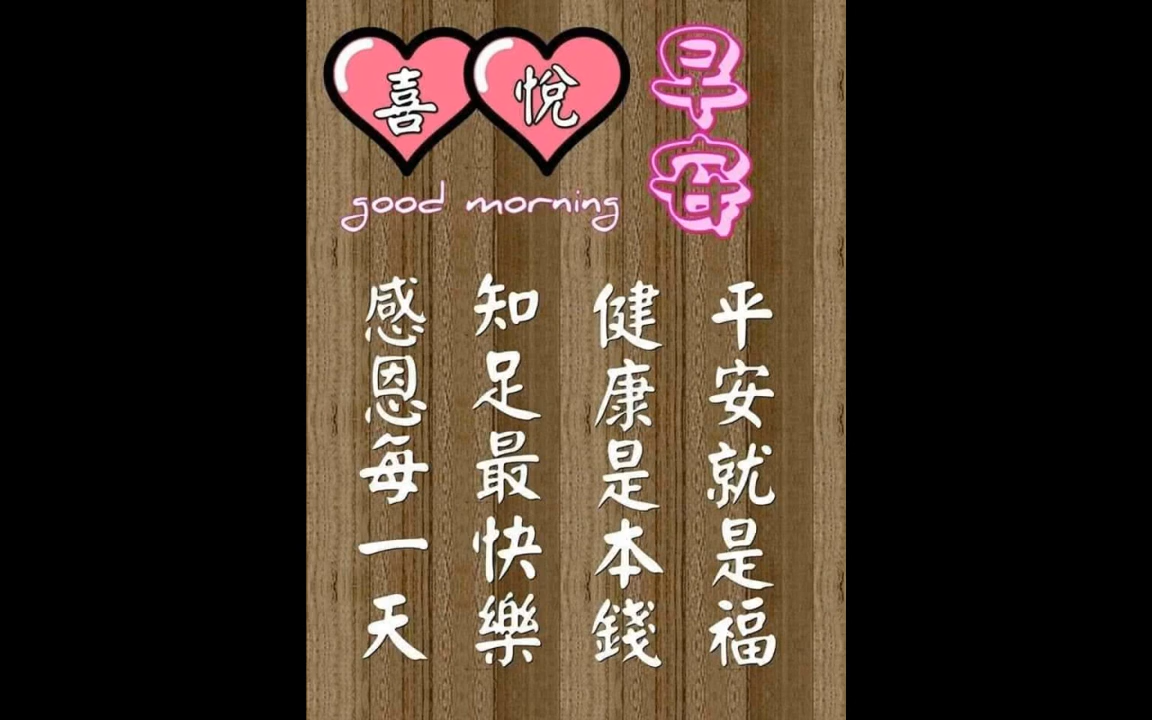 早安
喜悅
good morning
平安就是福
健康是本錢
知足最快樂
感恩每一天